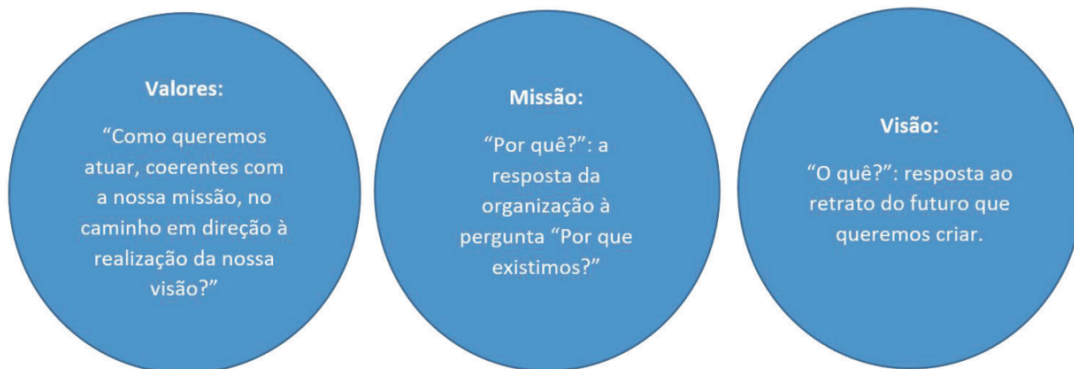 Valores:
“Como queremos
atuar, coerentes com
a nossa missão, no
caminho em direção à
realização da nossa
visão?”
Missão:
“Por quê?”: a
resposta da
organização à
pergunta “Por que
existimos?”
Visão:
“O quê?”: resposta ao
retrato do futuro que
queremos criar.